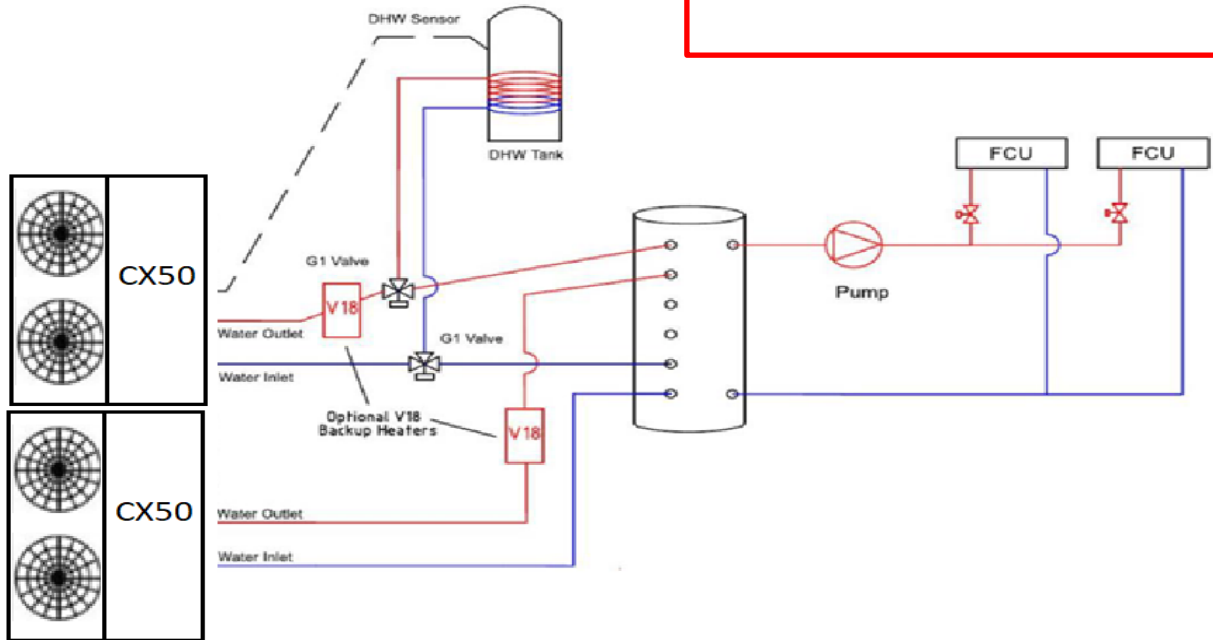 DHW Sensor
DHW Tank
FCU
FCU
CX50
G1 Valve
V18
Pump
Water Outlet
G1 Valve
Water Inlet
Optional V18
Backup Heaters
V18
CX50
Water Outlet
Water Inlet